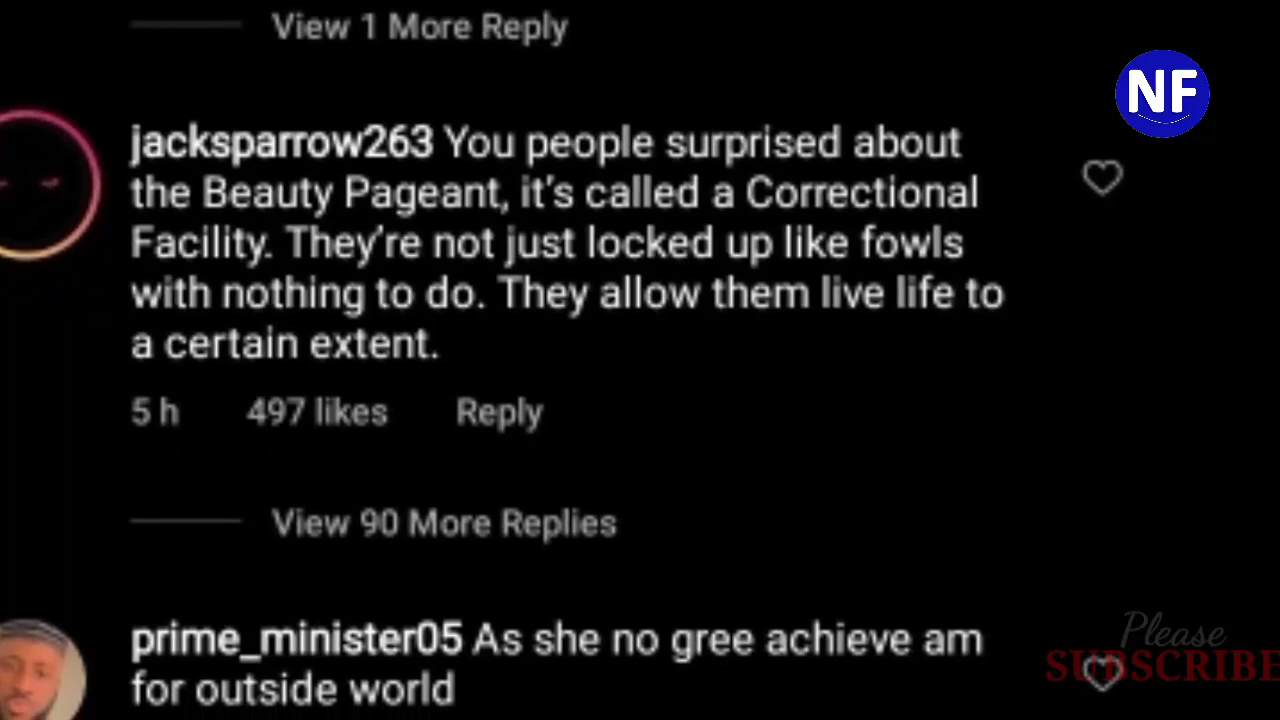 View 1 More Reply
NF
jacksparrow263 You people surprised about
the Beauty Pageant, it's called a Correctional
Facility. They're not just locked up like fowls
with nothing to do. They allow them live life to
a certain extent.
5 h 497 likes Reply
View 90 More Replies
prime_minister05 As she no gree achieve am
for outside world
Please
SUBSCRIBE